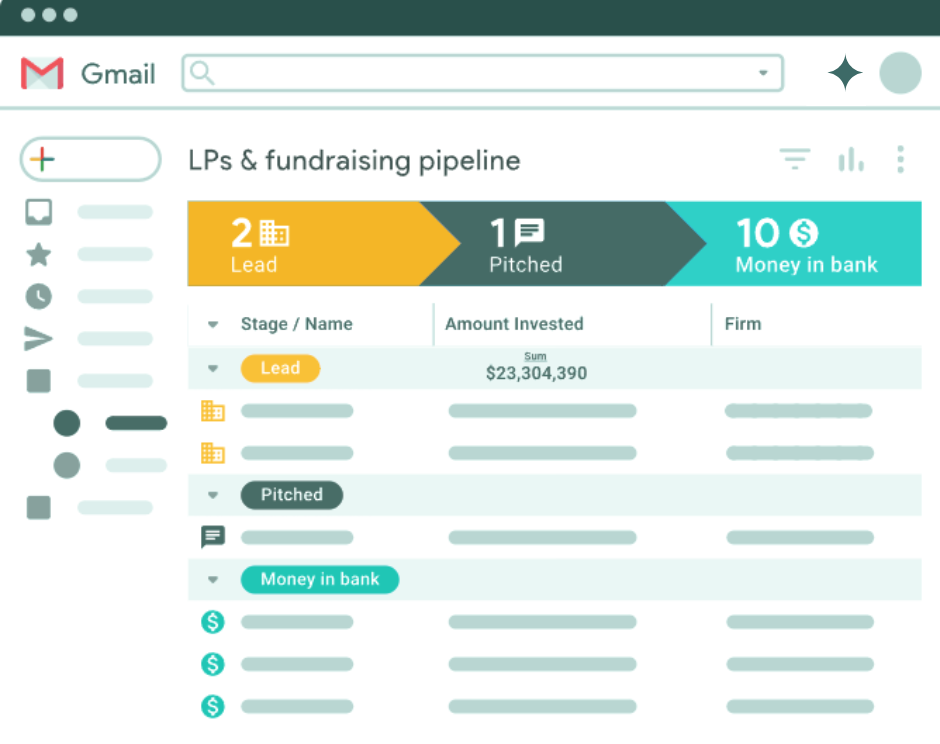 Gmail
LPs & fundraising pipeline
2
Lead
1
Pitched
10
Money in bank
Stage / Name
Amount Invested
Firm
Lead
Sum
$23,304,390
Pitched
Money in bank